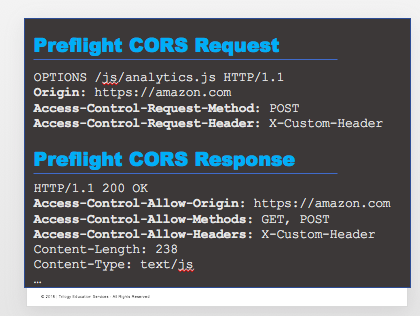 Preflight CORS Request
OPTIONS /js/analytics.js HTTP/1.1
Origin: https://amazon.com
Access-Control-Request-Method: POST
Access-Control-Request-Header: X-Custom-Header
Preflight CORS Response
HTTP/1.1 200 OK
Access-Control-Allow-Origin: https://amazon.com
Access-Control-Allow-Methods: GET, POST
Access-Control-Allow-Headers: X-Custom-Header
Content-Length: 238
Content-Type: text/js
…
© 2019 Trilogy Education Services - All Rights Reserved